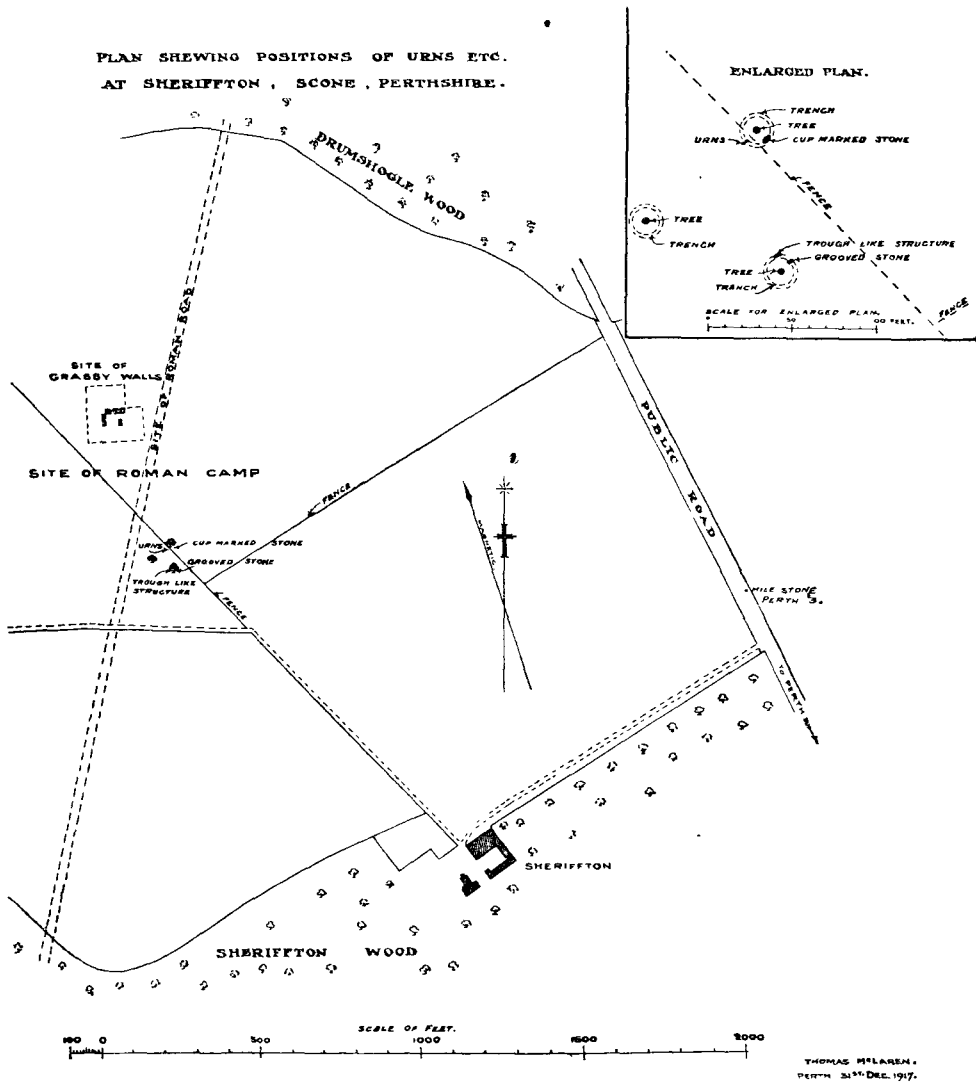 PLAN SHEWING POSITIONS OF URNS ETC.
AT SHERIFFTON, SCONE, PERTHSHIRE.
ENLARGED PLAN.
TRENCH
TREE
URNS
CUP MARKED STONE
FENCE
TREE
TRENCH
TROUGH LIKE STRUCTURE
GROOVED STONE
TREE
TRANCH
FENCE
SCALE FOR ENLARGED PLAN.
50
00 FEET.
DRUMSHOGLE WOOD
SITE OF ROMAN ROAD
SITE OF
GRASSY WALLS
SITE OF ROMAN CAMP
FENCE
PUBLIC ROAD
MAGNETIC
URNS
CUP MARKED STONE
GROOVED STONE
TROUGH LIKE
STRUCTURE
FENCE
MILE STONE
PERTH 3.
TO PERTH
SHERIFFTON
SHERIFFTON WOOD
SCALE OF FEET.
100 0 500 1000 1500 2000
THOMAS McLAREN.
PERTH 31ST. DEC. 1917.